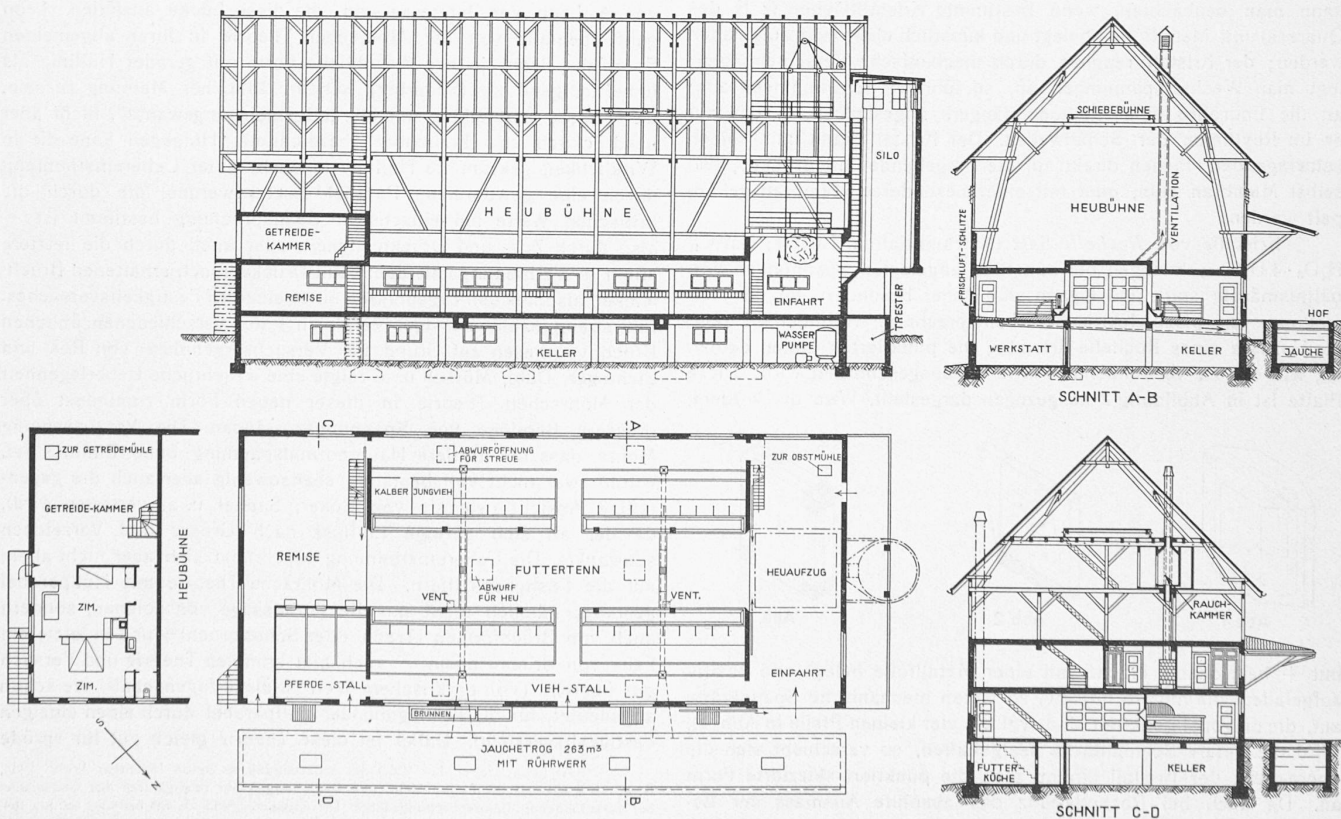 GETREIDE-
KAMMER
HEUBÜHNE
SILO
REMISE
EINFAHRT
TRESTER
KELLER
WASSER
PUMPE
SCHIEBEBÜHNE
HEUBÜHNE
VENTILATION
FRISCHLUFT-SCHLITZE
HOF
WERKSTATT
KELLER
JAUCHE
SCHNITT A-B
ZUR GETREIDEMÜHLE
GETREIDE-KAMMER
HEUBÜHNE
ZIM.
ZIM.
S
C
A
ABWURFÖFFNUNG
FÜR STREUE
KALBER JUNGVIEH
ZUR OBSTMÜHLE
REMISE
FUTTERTENN
HEUAUFZUG
VENT.
ABWURF
FÜR HEU
VENT.
PFERDE-STALL
VIEH-STALL
EINFAHRT
BRUNNEN
JAUCHETROG 263 m³
MIT RÜHRWERK
D
B
RAUCH-
KAMMER
FUTTER-
KÜCHE
KELLER
SCHNITT C-D